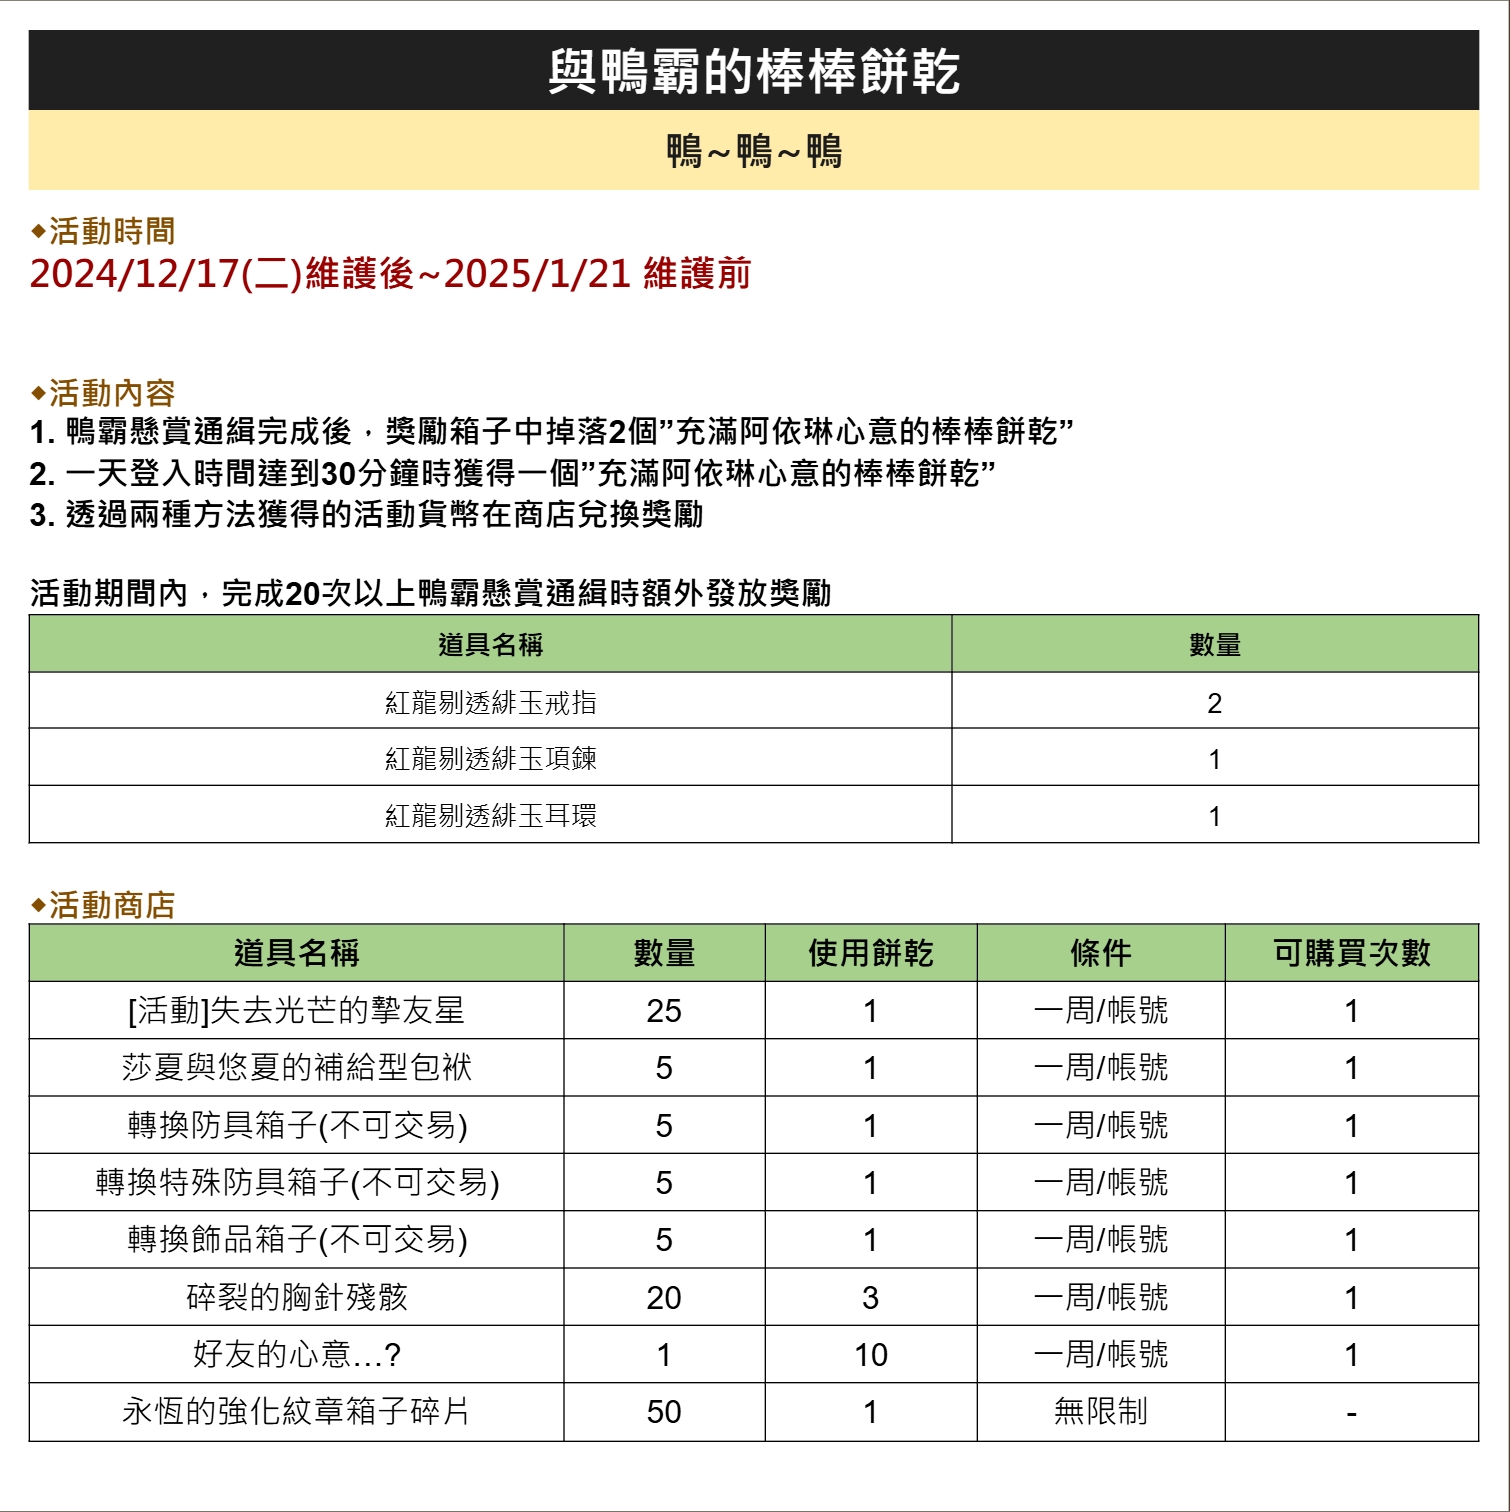 與鴨霸的棒棒餅乾
鴨~鴨~鴨
◆活動時間
2024/12/17(二)維護後~2025/1/21 維護前
◆活動內容
1. 鴨霸懸賞通緝完成後，獎勵箱子中掉落2個”充滿阿依琳心意的棒棒餅乾”
2. 一天登入時間達到30分鐘時獲得一個”充滿阿依琳心意的棒棒餅乾”
3. 透過兩種方法獲得的活動貨幣在商店兌換獎勵
活動期間內，完成20次以上鴨霸懸賞通緝時額外發放獎勵
道具名稱 數量
紅龍剔透緋玉戒指 2
紅龍剔透緋玉項鍊 1
紅龍剔透緋玉耳環 1
◆活動商店
道具名稱 數量 使用餅乾 條件 可購買次數
[活動]失去光芒的摯友星 25 1 一周/帳號 1
莎夏與悠夏的補給型包袱 5 1 一周/帳號 1
轉換防具箱子(不可交易) 5 1 一周/帳號 1
轉換特殊防具箱子(不可交易) 5 1 一周/帳號 1
轉換飾品箱子(不可交易) 5 1 一周/帳號 1
碎裂的胸針殘骸 20 3 一周/帳號 1
好友的心意…? 1 10 一周/帳號 1
永恆的強化紋章箱子碎片 50 1 無限制 -